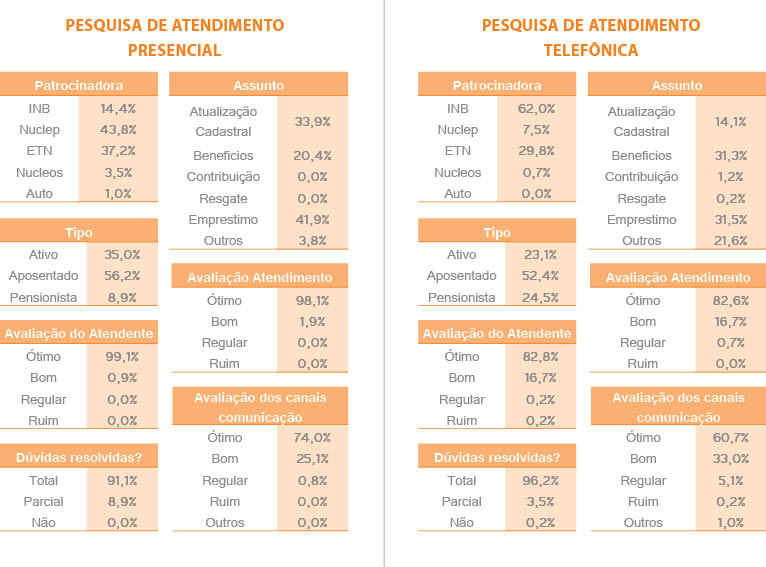 PESQUISA DE ATENDIMENTO
PRESENCIAL
Patrocinadora
INB 14,4%
Nuclep 43,8%
ETN 37,2%
Nucleos 3,5%
Auto 1,0%
Tipo
Ativo 35,0%
Aposentado 56,2%
Pensionista 8,9%
Avaliação do Atendente
Ótimo 99,1%
Bom 0,9%
Regular 0,0%
Ruim 0,0%
Dúvidas resolvidas?
Total 91,1%
Parcial 8,9%
Não 0,0%
Assunto
Atualização
Cadastral 33,9%
Beneficios 20,4%
Contribuição 0,0%
Resgate 0,0%
Emprestimo 41,9%
Outros 3,8%
Avaliação Atendimento
Ótimo 98,1%
Bom 1,9%
Regular 0,0%
Ruim 0,0%
Avaliação dos canais
comunicação
Ótimo 74,0%
Bom 25,1%
Regular 0,8%
Ruim 0,0%
Outros 0,0%
PESQUISA DE ATENDIMENTO
TELEFÔNICA
Patrocinadora
INB 62,0%
Nuclep 7,5%
ETN 29,8%
Nucleos 0,7%
Auto 0,0%
Tipo
Ativo 23,1%
Aposentado 52,4%
Pensionista 24,5%
Avaliação do Atendente
Ótimo 82,8%
Bom 16,7%
Regular 0,2%
Ruim 0,2%
Dúvidas resolvidas?
Total 96,2%
Parcial 3,5%
Não 0,2%
Assunto
Atualização
Cadastral 14,1%
Beneficios 31,3%
Contribuição 1,2%
Resgate 0,2%
Emprestimo 31,5%
Outros 21,6%
Avaliação Atendimento
Ótimo 82,6%
Bom 16,7%
Regular 0,7%
Ruim 0,0%
Avaliação dos canais
comunicação
Ótimo 60,7%
Bom 33,0%
Regular 5,1%
Ruim 0,2%
Outros 1,0%